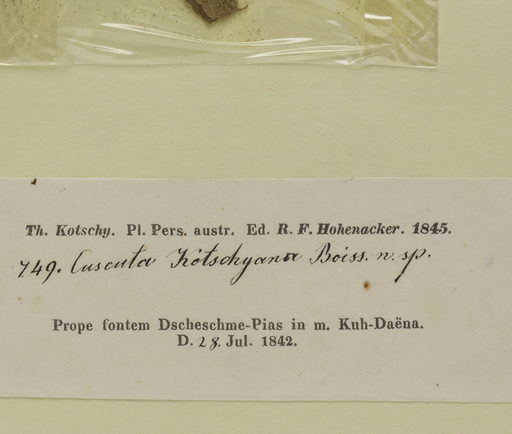 Th. Kotschy. Pl. Pers. austr. Ed. R. F. Hohenacker. 1845.
749. Cuscuta Kotschyana Boiss. n. sp.
Prope fontem Dscheschme-Pias in m. Kuh-Daëna.
D. 28. Jul. 1842.